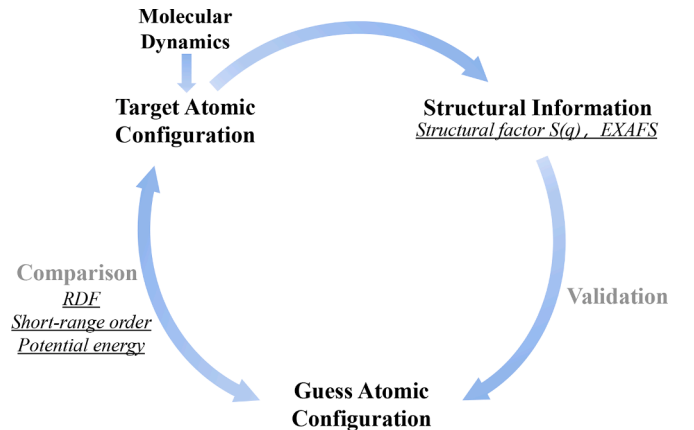 Molecular
Dynamics
Target Atomic
Configuration
Structural Information
Structural factor S(q), EXAFS
Comparison
RDF
Short-range order
Potential energy
Validation
Guess Atomic
Configuration